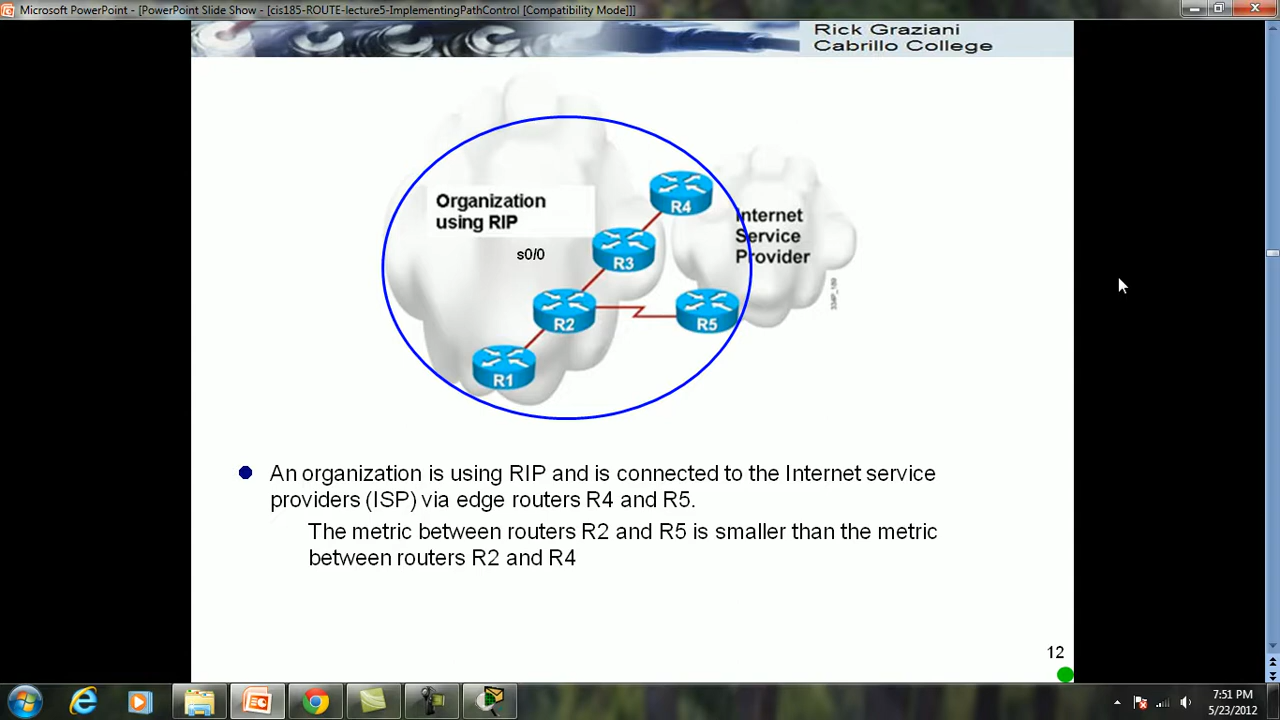 Microsoft PowerPoint - [PowerPoint Slide Show - [cis185-ROUTE-lecture5-ImplementingPathControl [Compatibility Mode]]]
Rick Graziani
Cabrillo College
Organization
using RIP
s0/0
R4
R3
R2
R5
R1
Internet
Service
Provider
An organization is using RIP and is connected to the Internet service
providers (ISP) via edge routers R4 and R5.
The metric between routers R2 and R5 is smaller than the metric
between routers R2 and R4
12
7:51 PM
5/23/2012